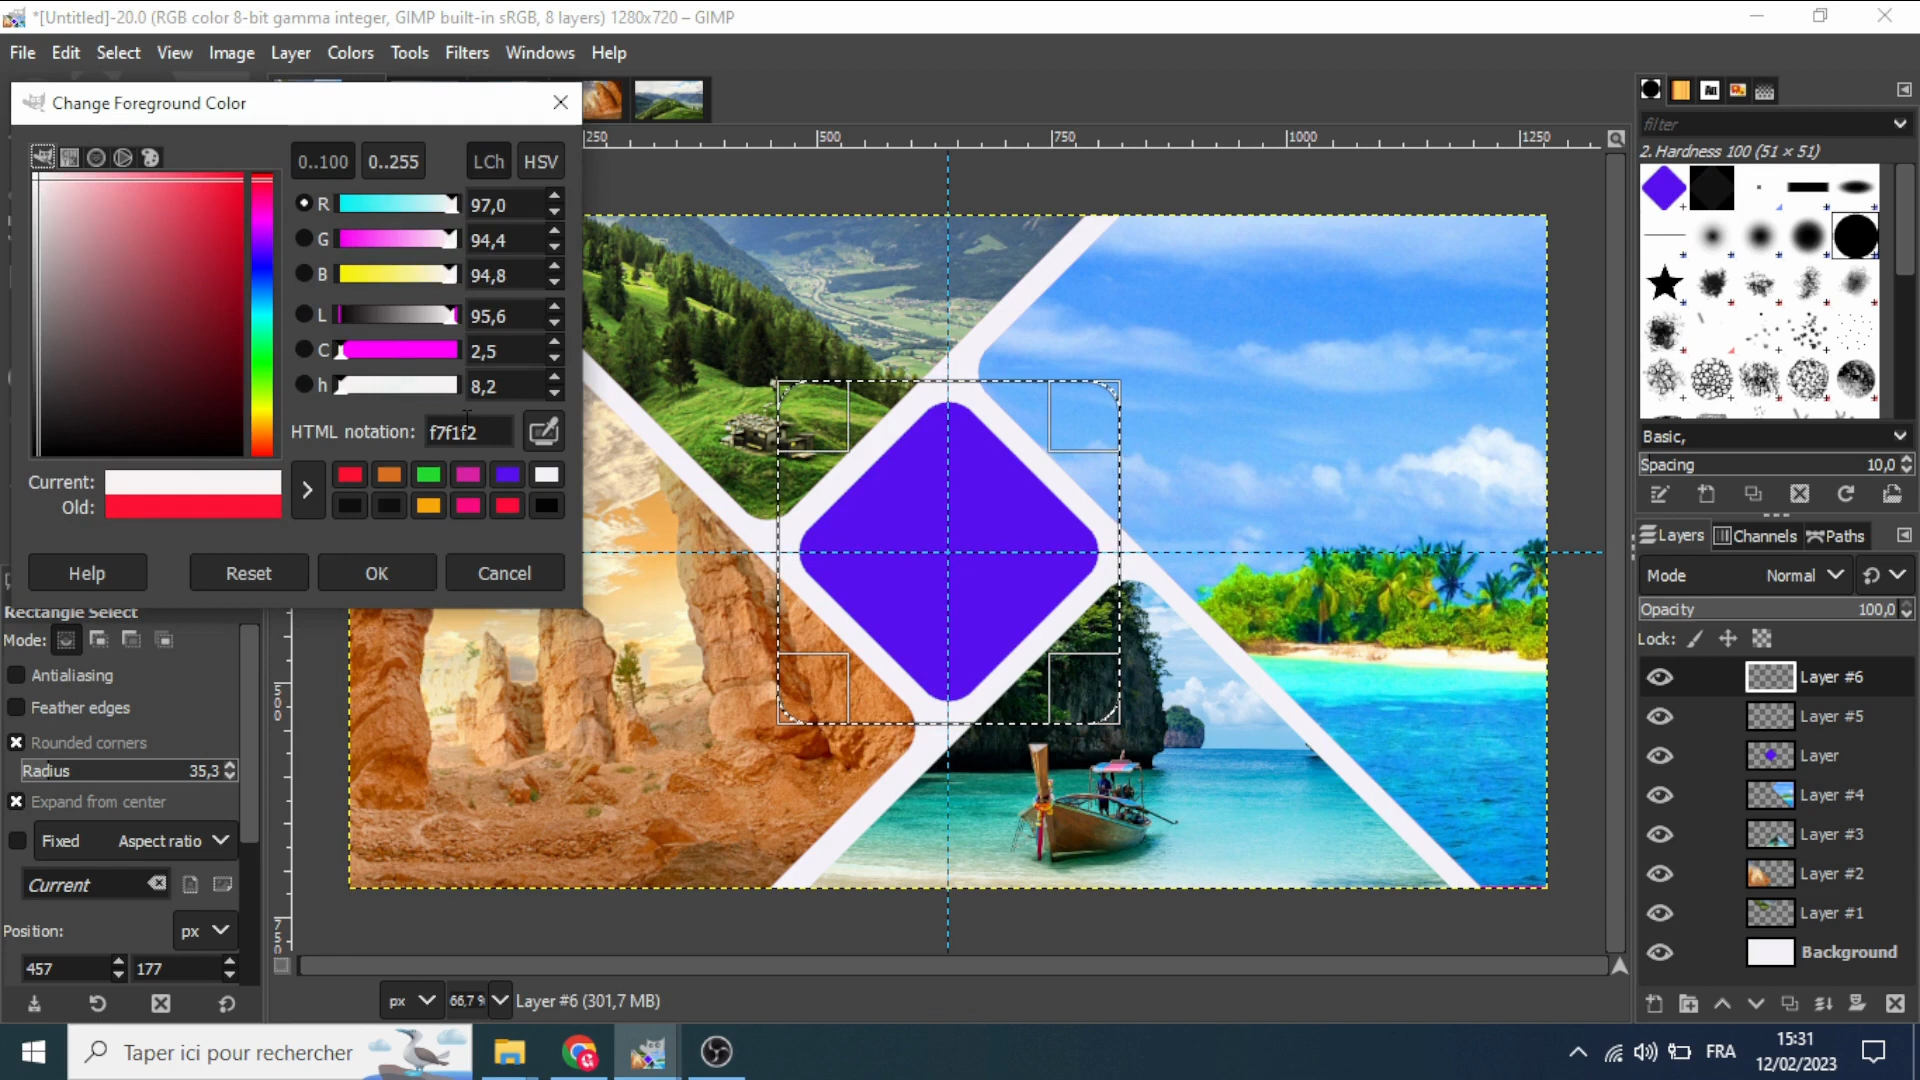 *[Untitled]-20.0 (RGB color 8-bit gamma integer, GIMP built-in sRGB, 8 layers) 1280x720 – GIMP
File Edit Select View Image Layer Colors Tools Filters Windows Help
Change Foreground Color
0..100 0..255 LCh HSV
R 97,0
G 94,4
B 94,8
L 95,6
C 2,5
h 8,2
HTML notation: f7f1f2
Current:
Old:
Help Reset OK Cancel
250 500 750 1000 1250
500
750
Rectangle Select
Mode:
Antialiasing
Feather edges
Rounded corners
Radius 35,3
Expand from center
Fixed Aspect ratio
Current
Position: px
457 177
px 66,7 % Layer #6 (301,7 MB)
filter
2. Hardness 100 (51 × 51)
Basic,
Spacing 10,0
Layers Channels Paths
Mode Normal
Opacity 100,0
Lock:
Layer #6
Layer #5
Layer
Layer #4
Layer #3
Layer #2
Layer #1
Background
Taper ici pour rechercher
FRA
15:31
12/02/2023